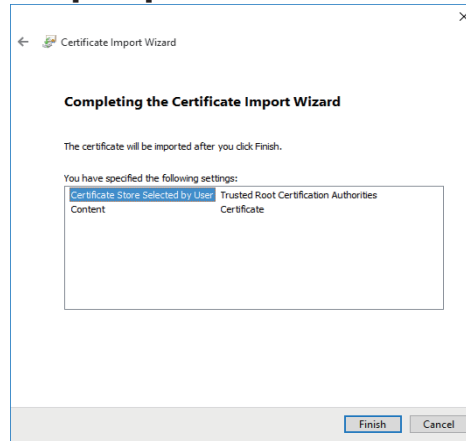 Certificate Import Wizard
Completing the Certificate Import Wizard
The certificate will be imported after you click Finish.
You have specified the following settings:
Certificate Store Selected by User Trusted Root Certification Authorities
Content Certificate
Finish Cancel